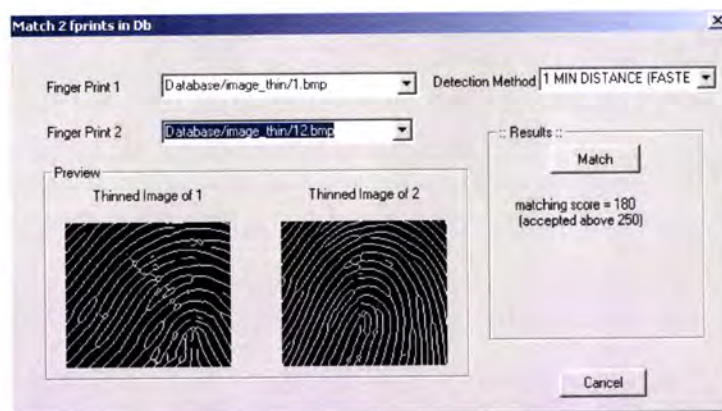 Match 2 fprints in Db
Finger Print 1
Database/image_thin/1.bmp
Detection Method
1 MIN DISTANCE (FASTE
Finger Print 2
Database/image_thin/12.bmp
:: Results ::
Match
Preview
Thinned Image of 1
Thinned Image of 2
matching score = 180
(accepted above 250)
Cancel